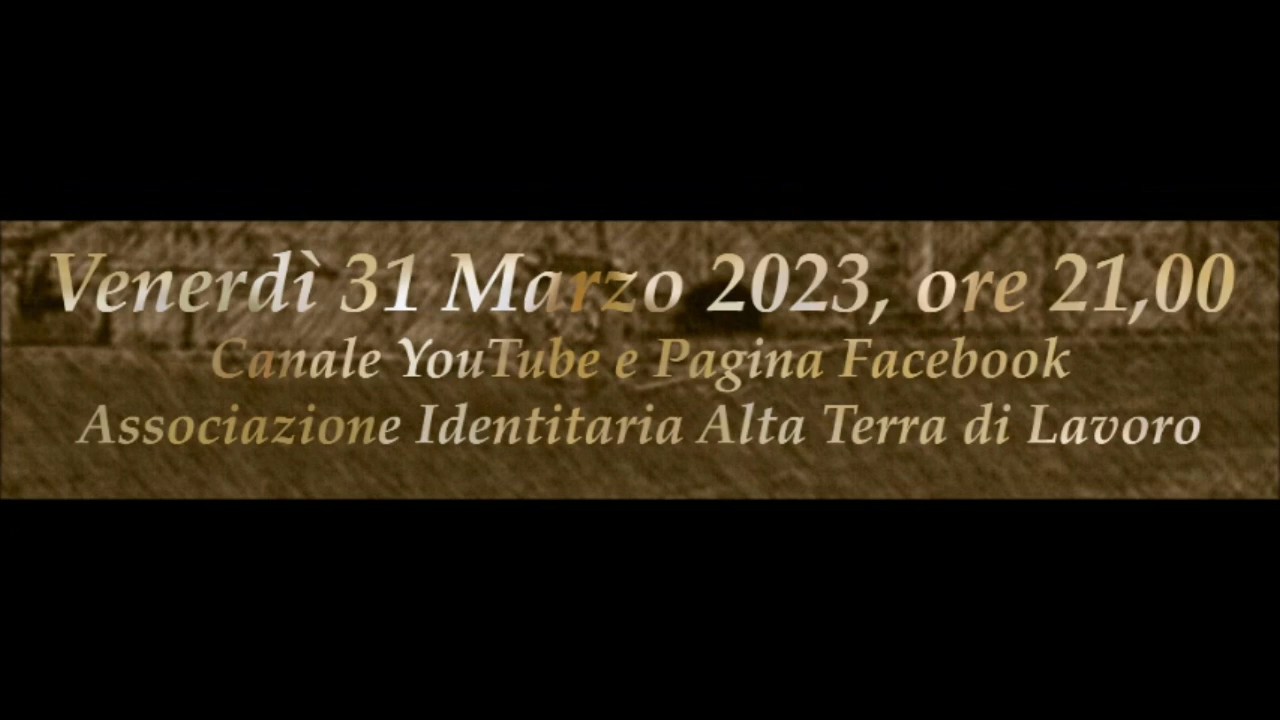 Venerdì 31 Marzo 2023, ore 21,00
Canale YouTube e Pagina Facebook
Associazione Identitaria Alta Terra di Lavoro